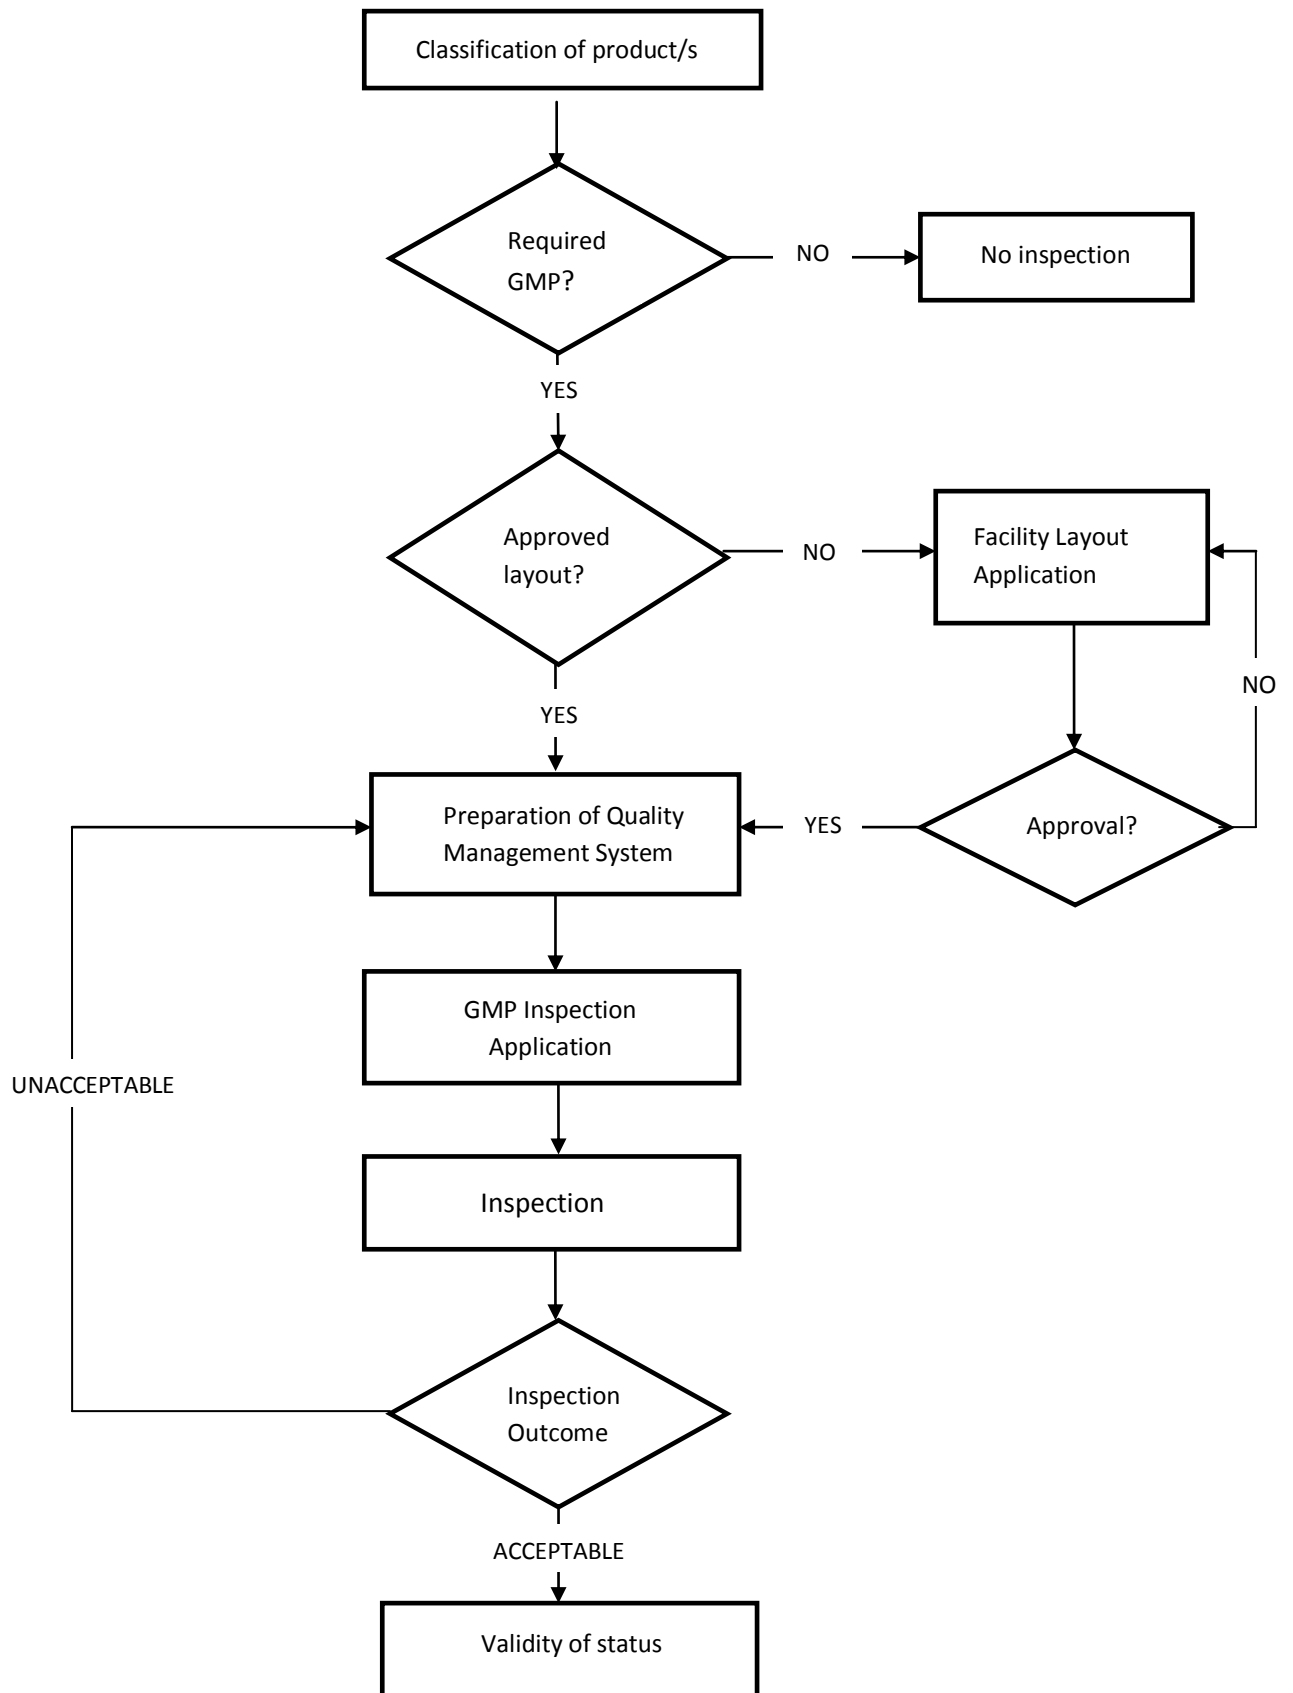 Classification of product/s
Required
GMP?
NO
No inspection
YES
Approved
layout?
NO
Facility Layout
Application
NO
YES
Preparation of Quality
Management System
YES
Approval?
GMP Inspection
Application
UNACCEPTABLE
Inspection
Inspection
Outcome
ACCEPTABLE
Validity of status